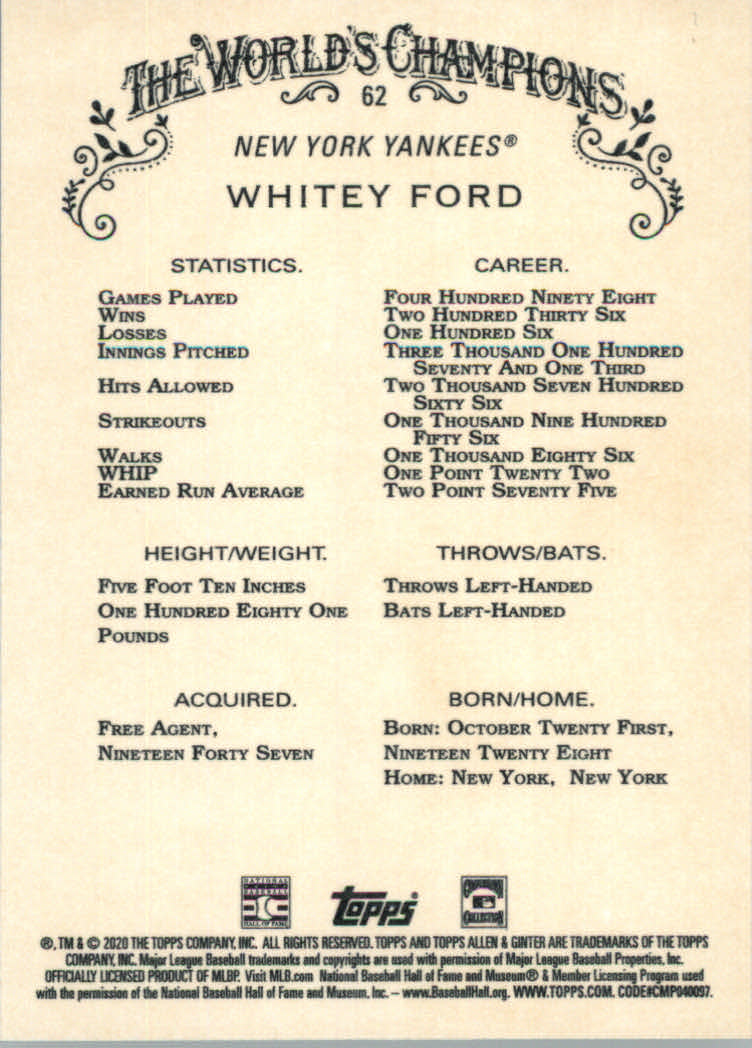 THE WORLD'S CHAMPIONS
62
NEW YORK YANKEES®
WHITEY FORD
STATISTICS. CAREER.
GAMES PLAYED FOUR HUNDRED NINETY EIGHT
WINS TWO HUNDRED THIRTY SIX
LOSSES ONE HUNDRED SIX
INNINGS PITCHED THREE THOUSAND ONE HUNDRED
SEVENTY AND ONE THIRD
HITS ALLOWED TWO THOUSAND SEVEN HUNDRED
SIXTY SIX
STRIKEOUTS ONE THOUSAND NINE HUNDRED
FIFTY SIX
WALKS ONE THOUSAND EIGHTY SIX
WHIP ONE POINT TWENTY TWO
EARNED RUN AVERAGE TWO POINT SEVENTY FIVE
HEIGHT/WEIGHT.
FIVE FOOT TEN INCHES
ONE HUNDRED EIGHTY ONE
POUNDS
THROWS/BATS.
THROWS LEFT-HANDED
BATS LEFT-HANDED
ACQUIRED.
FREE AGENT,
NINETEEN FORTY SEVEN
BORN/HOME.
BORN: OCTOBER TWENTY FIRST,
NINETEEN TWENTY EIGHT
HOME: NEW YORK, NEW YORK
NATIONAL
BASEBALL
HALL OF FAME
TOPPS®
COOPERSTOWN
COLLECTION
®, TM & © 2020 THE TOPPS COMPANY, INC. ALL RIGHTS RESERVED. TOPPS AND TOPPS ALLEN & GINTER ARE TRADEMARKS OF THE TOPPS
COMPANY, INC. Major League Baseball trademarks and copyrights are used with permission of Major League Baseball Properties, Inc.
OFFICIALLY LICENSED PRODUCT OF MLBP. Visit MLB.com National Baseball Hall of Fame and Museum® & Member Licensing Program used
with the permission of the National Baseball Hall of Fame and Museum, Inc. – www.BaseballHall.org. WWW.TOPPS.COM. CODE#CMP040097.